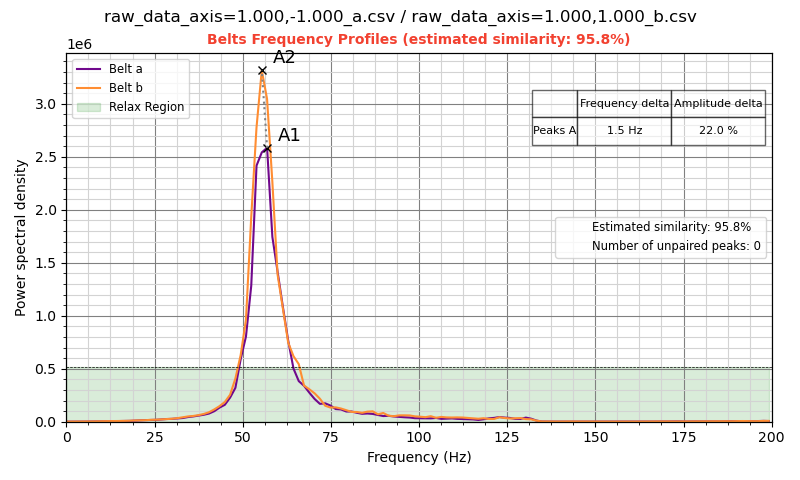 raw_data_axis=1.000,-1.000_a.csv / raw_data_axis=1.000,1.000_b.csv
Belts Frequency Profiles (estimated similarity: 95.8%)
1e6
Belt a
Belt b
Relax Region
A2
A1
Frequency delta Amplitude delta
Peaks A 1.5 Hz 22.0 %
Estimated similarity: 95.8%
Number of unpaired peaks: 0
Power spectral density
3.0
2.5
2.0
1.5
1.0
0.5
0.0
0 25 50 75 100 125 150 175 200
Frequency (Hz)